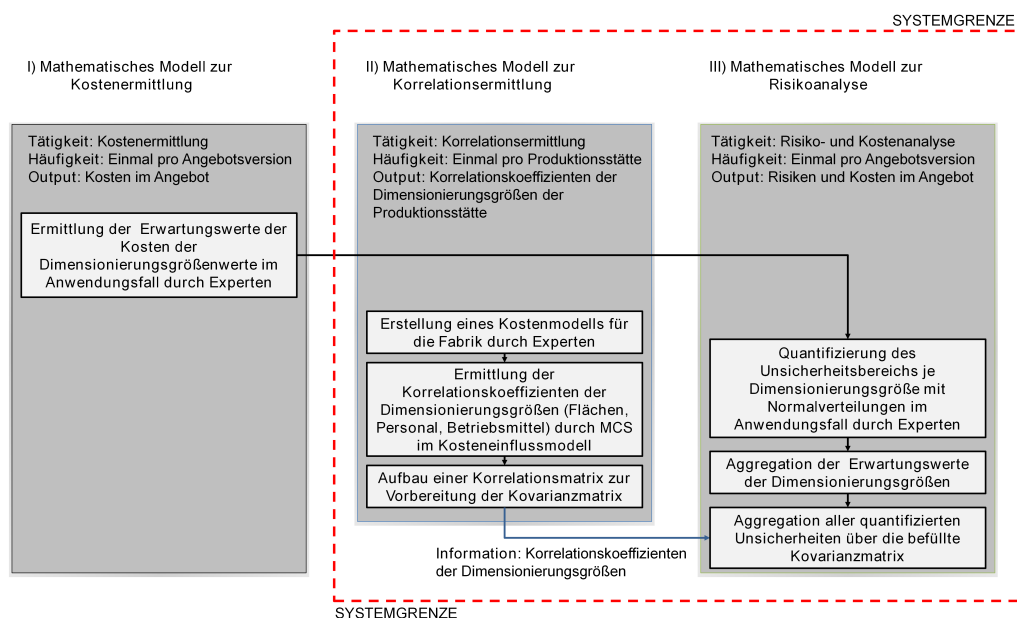 SYSTEMGRENZE
I) Mathematisches Modell zur
Kostenermittlung
Tätigkeit: Kostenermittlung
Häufigkeit: Einmal pro Angebotsversion
Output: Kosten im Angebot
Ermittlung der Erwartungswerte der
Kosten der
Dimensionierungsgrößenwerte im
Anwendungsfall durch Experten
II) Mathematisches Modell zur
Korrelationsermittlung
Tätigkeit: Korrelationsermittlung
Häufigkeit: Einmal pro Produktionsstätte
Output: Korrelationskoeffizienten der
Dimensionierungsgrößen der
Produktionsstätte
Erstellung eines Kostenmodells für
die Fabrik durch Experten
Ermittlung der
Korrelationskoeffizienten der
Dimensionierungsgrößen (Flächen,
Personal, Betriebsmittel) durch MCS
im Kosteneinflussmodell
Aufbau einer Korrelationsmatrix zur
Vorbereitung der Kovarianzmatrix
Information: Korrelationskoeffizienten
der Dimensionierungsgrößen
III) Mathematisches Modell zur
Risikoanalyse
Tätigkeit: Risiko- und Kostenanalyse
Häufigkeit: Einmal pro Angebotsversion
Output: Risiken und Kosten im Angebot
Quantifizierung des
Unsicherheitsbereichs je
Dimensionierungsgröße mit
Normalverteilungen im
Anwendungsfall durch Experten
Aggregation der Erwartungswerte
der Dimensionierungsgrößen
Aggregation aller quantifizierten
Unsicherheiten über die befüllte
Kovarianzmatrix
SYSTEMGRENZE